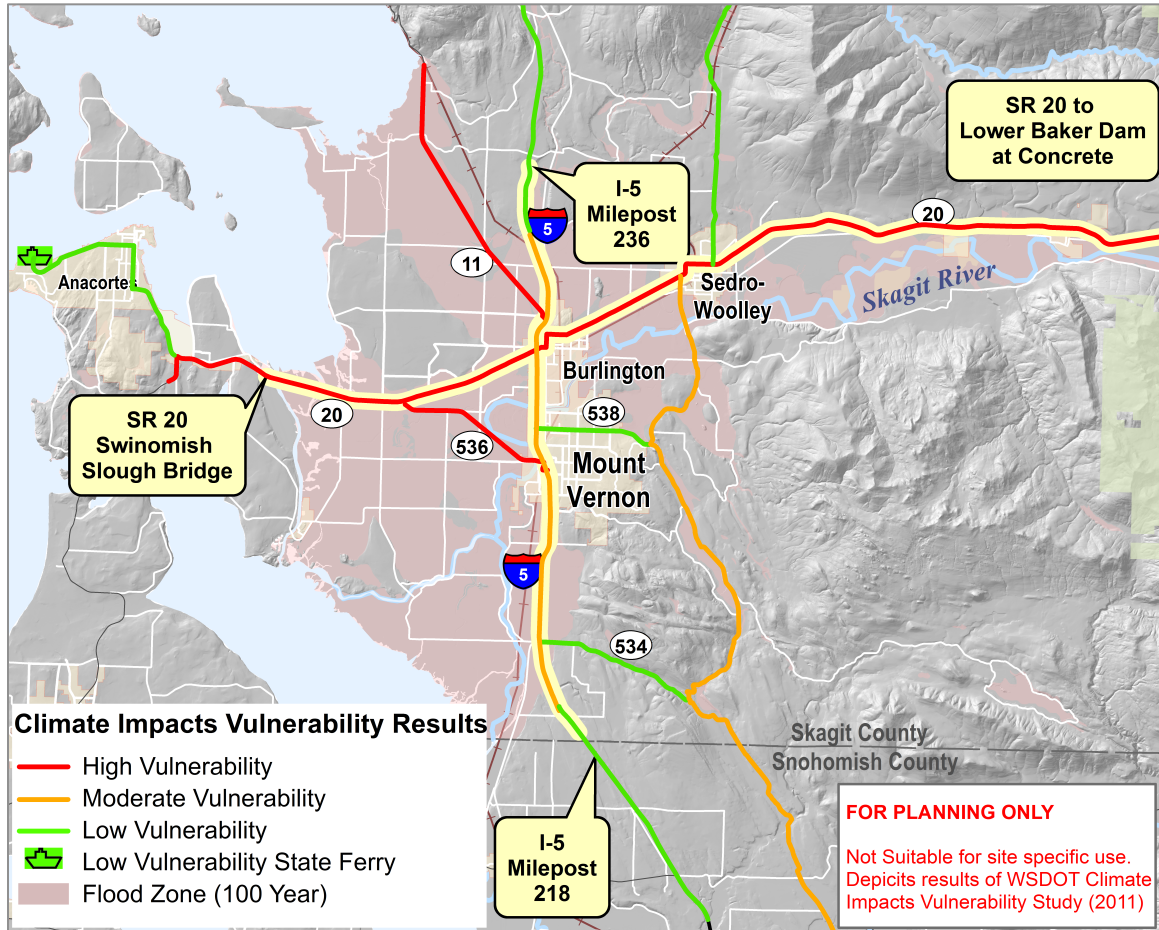 SR 20 to
Lower Baker Dam
at Concrete
I-5
Milepost
236
5
20
11
Anacortes
Sedro-
Woolley
Skagit River
Burlington
SR 20
Swinomish
Slough Bridge
20
538
536
Mount
Vernon
5
534
Climate Impacts Vulnerability Results
High Vulnerability
Moderate Vulnerability
Low Vulnerability
Low Vulnerability State Ferry
Flood Zone (100 Year)
Skagit County
Snohomish County
I-5
Milepost
218
FOR PLANNING ONLY
Not Suitable for site specific use.
Depicits results of WSDOT Climate
Impacts Vulnerability Study (2011)